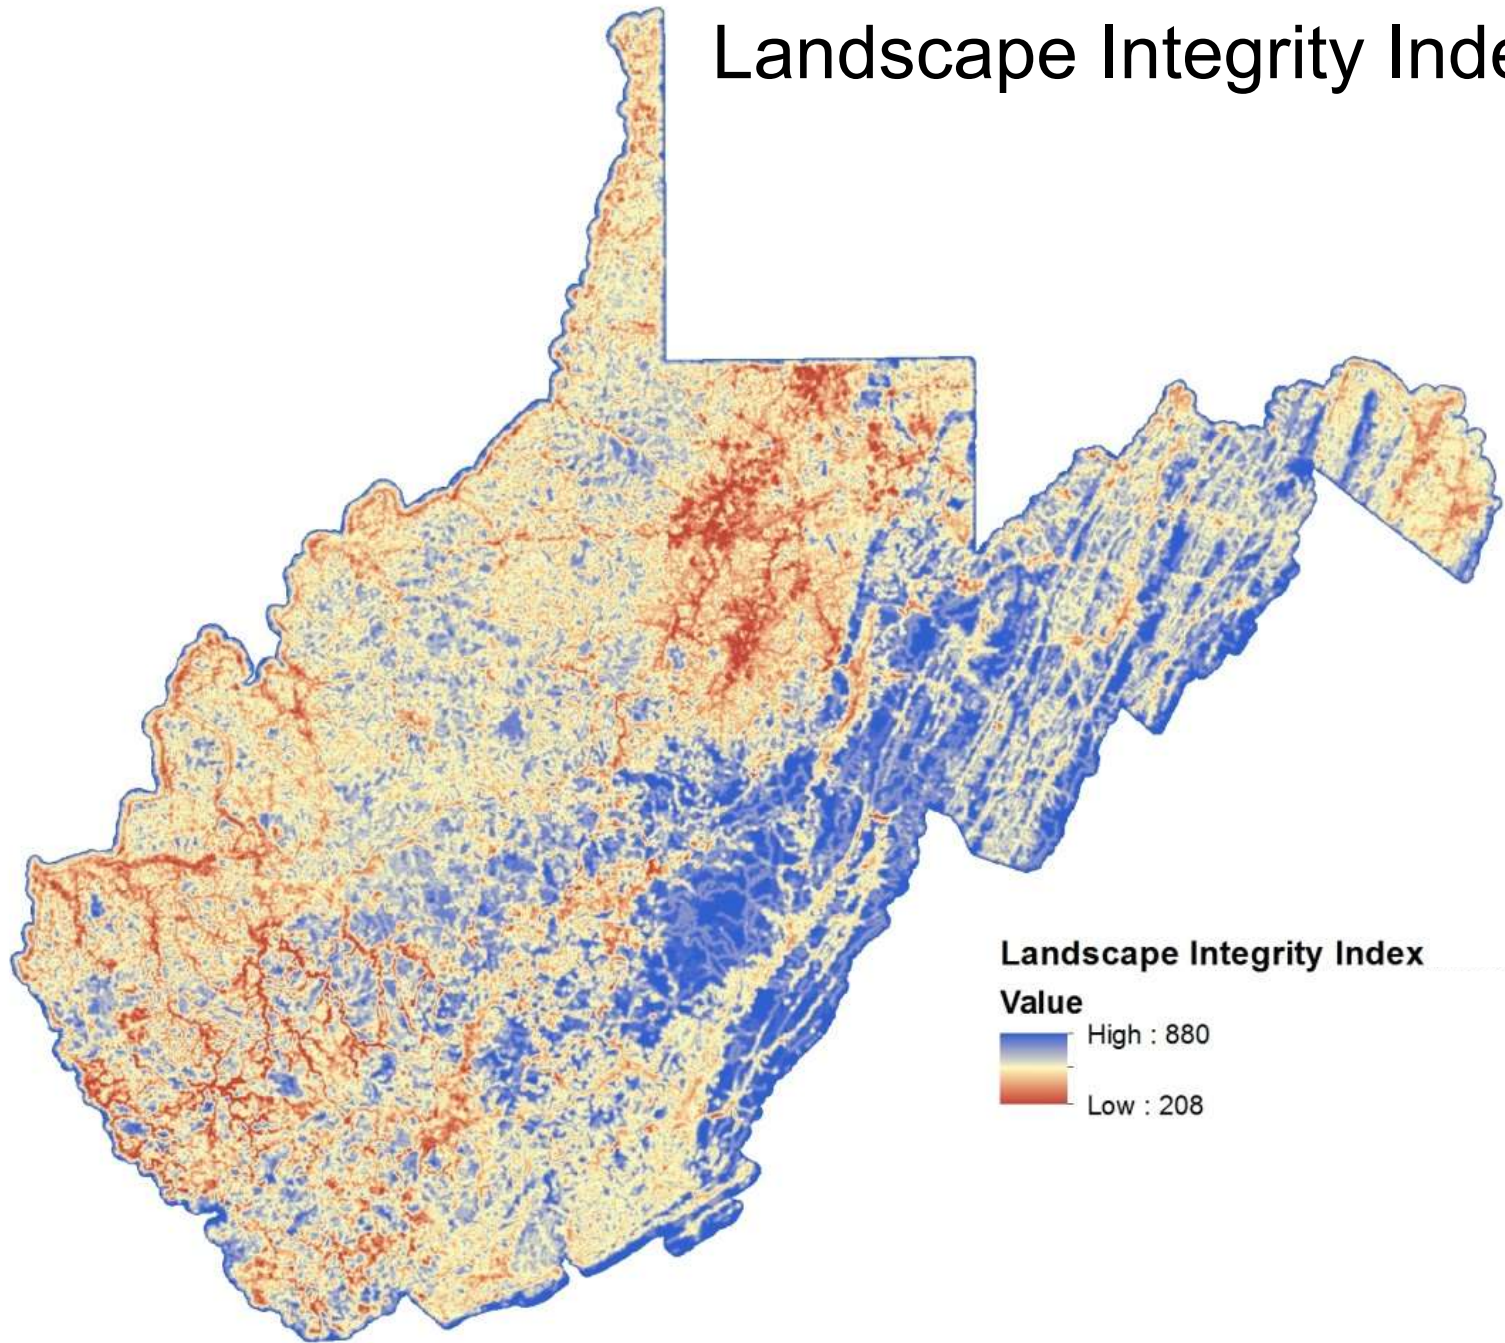 Landscape Integrity Inde
Landscape Integrity Index
Value
High : 880
Low : 208